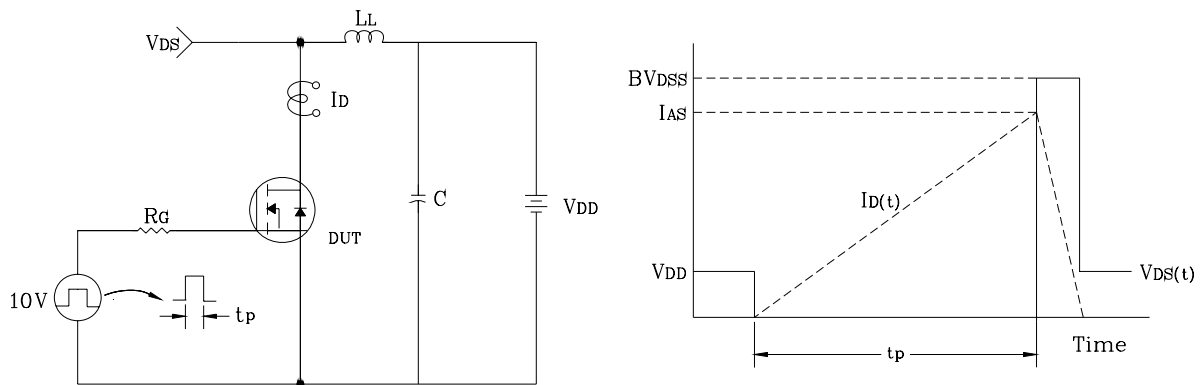 LL
VDS
ID
RG
DUT
C
VDD
10V
tp
BVDSS
IAS
ID(t)
VDD
VDS(t)
Time
tp